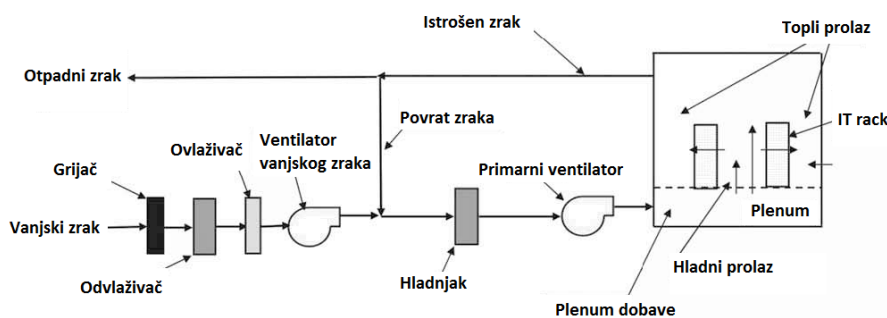 Istrošen zrak
Topli prolaz
Otpadni zrak
Povrat zraka
IT rack
Ventilator
vanjskog zraka
Ovlaživač
Primarni ventilator
Grijač
Vanjski zrak
Plenum
Odvlaživač
Hladnjak
Hladni prolaz
Plenum dobave